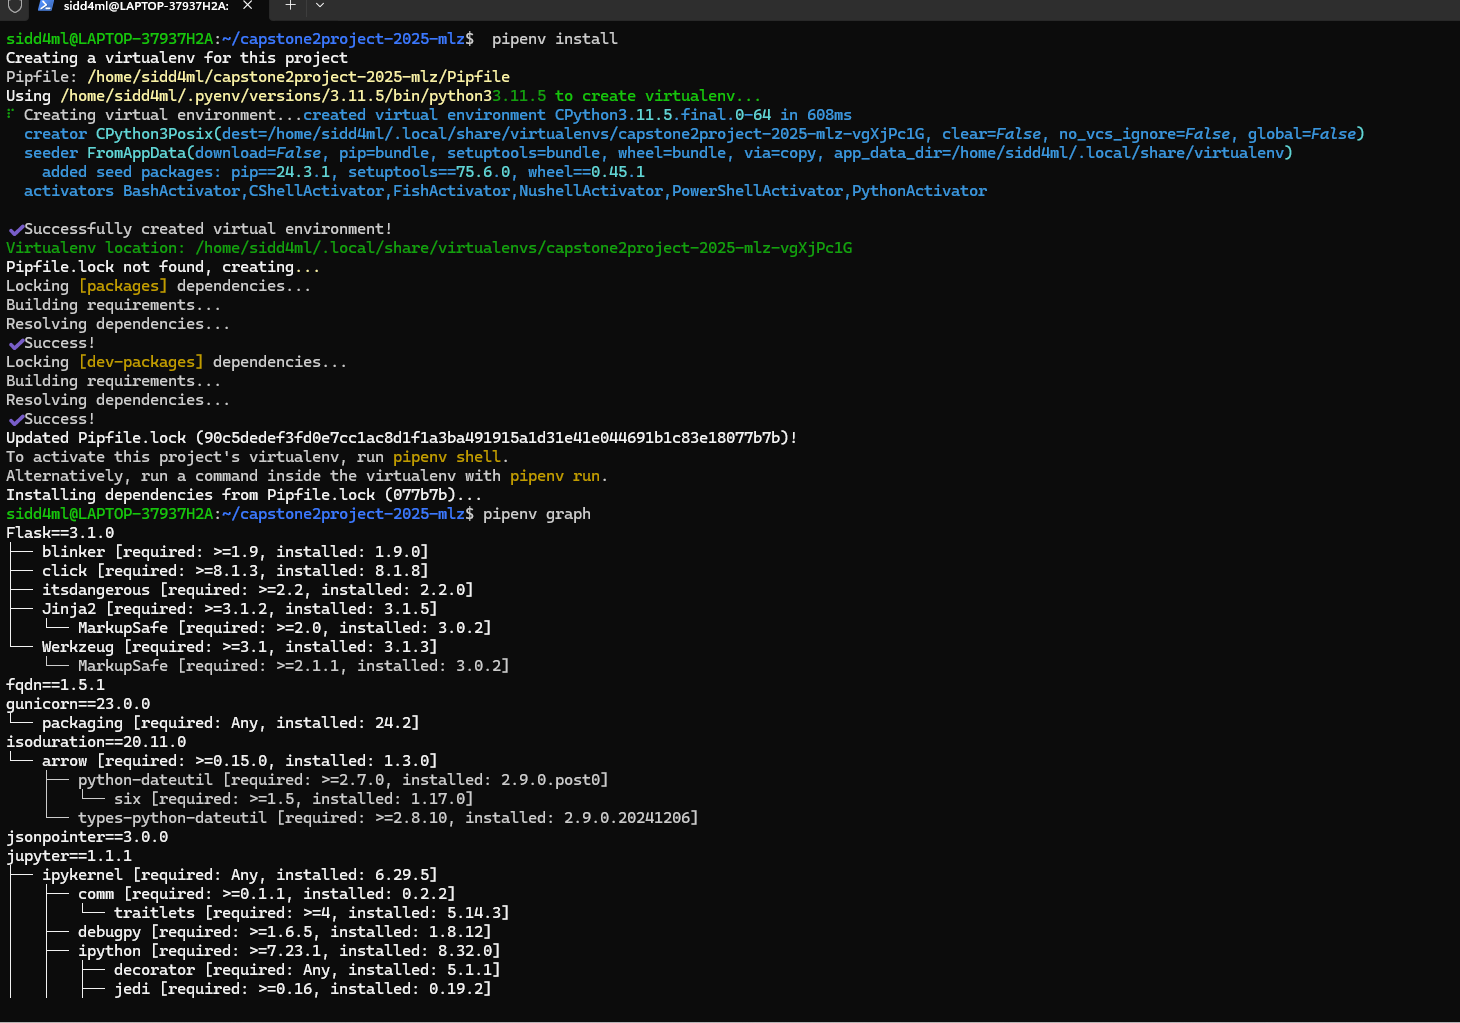 sidd4ml@LAPTOP-37937H2A:
sidd4ml@LAPTOP-37937H2A:~/capstone2project-2025-mlz$  pipenv install
Creating a virtualenv for this project
Pipfile: /home/sidd4ml/capstone2project-2025-mlz/Pipfile
Using /home/sidd4ml/.pyenv/versions/3.11.5/bin/python33.11.5 to create virtualenv...
⠏ Creating virtual environment...created virtual environment CPython3.11.5.final.0-64 in 608ms
  creator CPython3Posix(dest=/home/sidd4ml/.local/share/virtualenvs/capstone2project-2025-mlz-vgXjPc1G, clear=False, no_vcs_ignore=False, global=False)
  seeder FromAppData(download=False, pip=bundle, setuptools=bundle, wheel=bundle, via=copy, app_data_dir=/home/sidd4ml/.local/share/virtualenv)
    added seed packages: pip==24.3.1, setuptools==75.6.0, wheel==0.45.1
  activators BashActivator,CShellActivator,FishActivator,NushellActivator,PowerShellActivator,PythonActivator
✔Successfully created virtual environment!
Virtualenv location: /home/sidd4ml/.local/share/virtualenvs/capstone2project-2025-mlz-vgXjPc1G
Pipfile.lock not found, creating...
Locking [packages] dependencies...
Building requirements...
Resolving dependencies...
✔Success!
Locking [dev-packages] dependencies...
Building requirements...
Resolving dependencies...
✔Success!
Updated Pipfile.lock (90c5dedef3fd0e7cc1ac8d1f1a3ba491915a1d31e41e044691b1c83e18077b7b)!
To activate this project's virtualenv, run pipenv shell.
Alternatively, run a command inside the virtualenv with pipenv run.
Installing dependencies from Pipfile.lock (077b7b)...
sidd4ml@LAPTOP-37937H2A:~/capstone2project-2025-mlz$ pipenv graph
Flask==3.1.0
├── blinker [required: >=1.9, installed: 1.9.0]
├── click [required: >=8.1.3, installed: 8.1.8]
├── itsdangerous [required: >=2.2, installed: 2.2.0]
├── Jinja2 [required: >=3.1.2, installed: 3.1.5]
│   └── MarkupSafe [required: >=2.0, installed: 3.0.2]
└── Werkzeug [required: >=3.1, installed: 3.1.3]
    └── MarkupSafe [required: >=2.1.1, installed: 3.0.2]
fqdn==1.5.1
gunicorn==23.0.0
└── packaging [required: Any, installed: 24.2]
isoduration==20.11.0
└── arrow [required: >=0.15.0, installed: 1.3.0]
    ├── python-dateutil [required: >=2.7.0, installed: 2.9.0.post0]
    │   └── six [required: >=1.5, installed: 1.17.0]
    └── types-python-dateutil [required: >=2.8.10, installed: 2.9.0.20241206]
jsonpointer==3.0.0
jupyter==1.1.1
├── ipykernel [required: Any, installed: 6.29.5]
│   ├── comm [required: >=0.1.1, installed: 0.2.2]
│   │   └── traitlets [required: >=4, installed: 5.14.3]
│   ├── debugpy [required: >=1.6.5, installed: 1.8.12]
│   ├── ipython [required: >=7.23.1, installed: 8.32.0]
│   │   ├── decorator [required: Any, installed: 5.1.1]
│   │   ├── jedi [required: >=0.16, installed: 0.19.2]